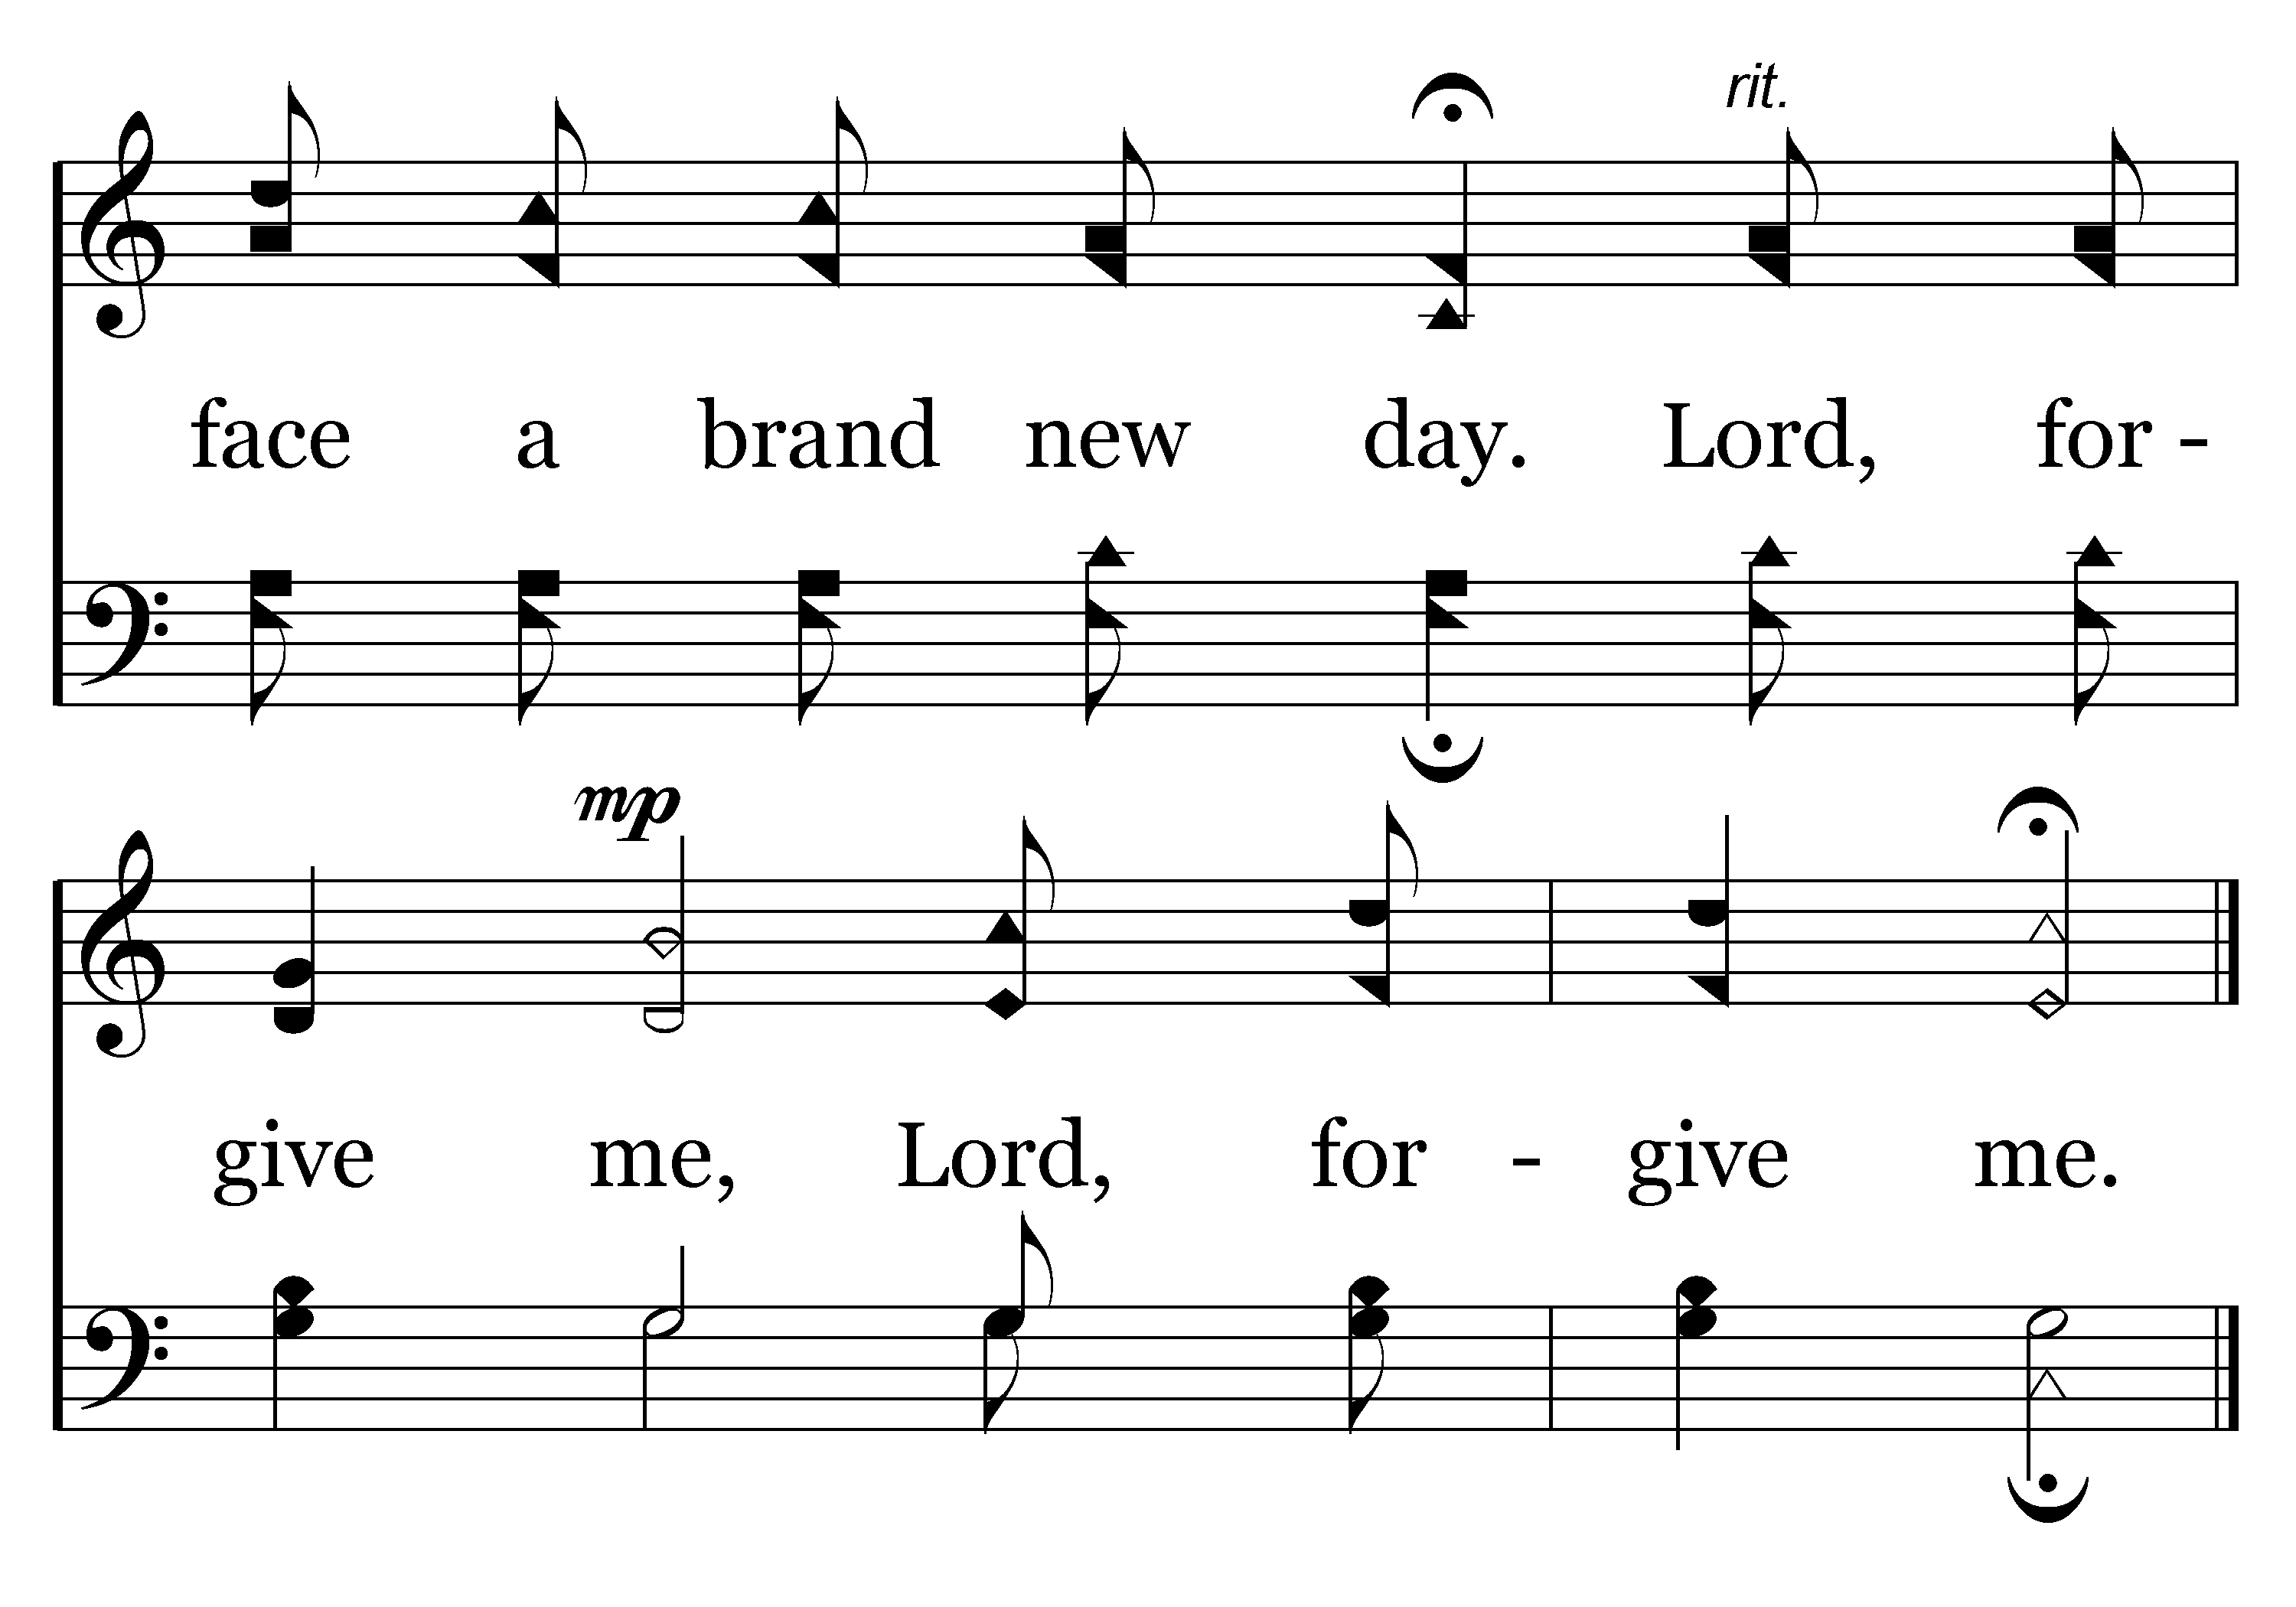 rit.
face a brand new day. Lord, for -
mp
give me, Lord, for - give me.